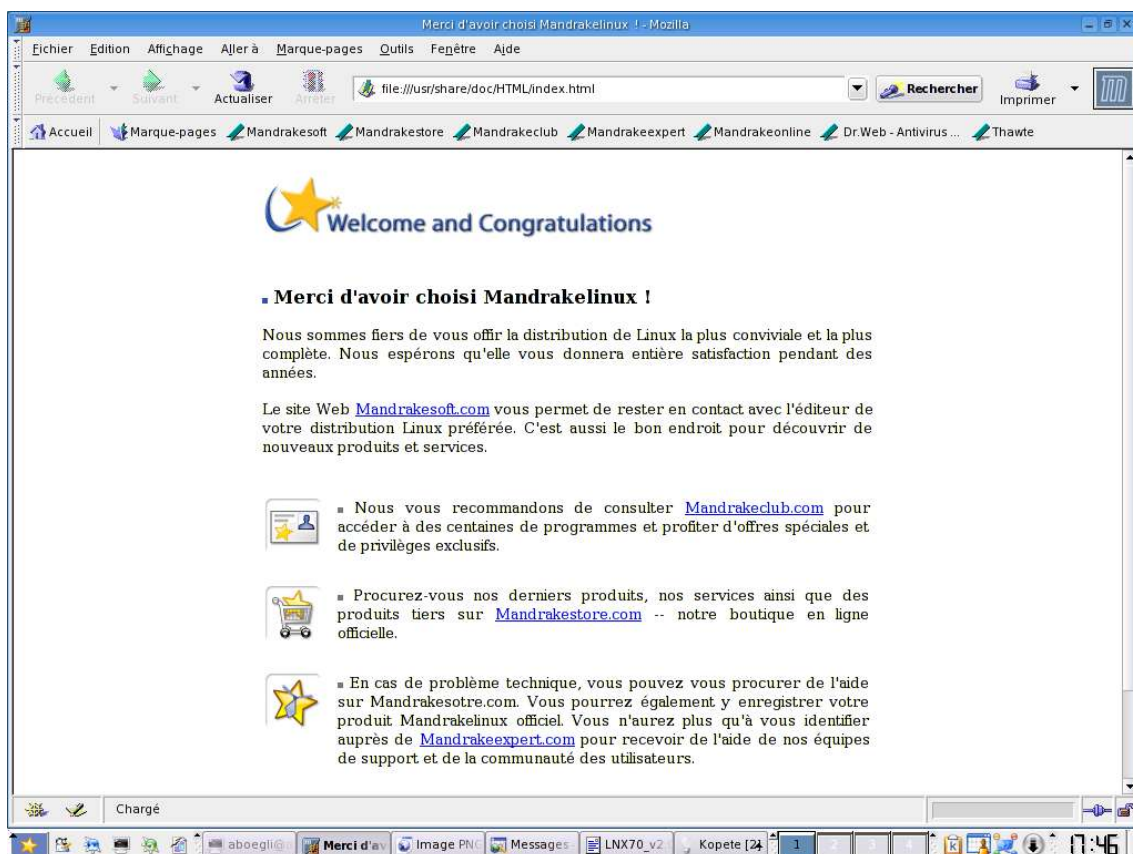 Merci d'avoir choisi Mandrakelinux ! - Mozilla
Fichier Edition Affichage Aller à Marque-pages Outils Fenêtre Aide
Précédent Suivant Actualiser Arrêter file:///usr/share/doc/HTML/index.html Rechercher Imprimer
Accueil Marque-pages Mandrakesoft Mandrakestore Mandrakeclub Mandrakeexpert Mandrakeonline Dr.Web - Antivirus ... Thawte
Welcome and Congratulations
Merci d'avoir choisi Mandrakelinux !
Nous sommes fiers de vous offir la distribution de Linux la plus conviviale et la plus
complète. Nous espérons qu'elle vous donnera entière satisfaction pendant des
années.
Le site Web Mandrakesoft.com vous permet de rester en contact avec l'éditeur de
votre distribution Linux préférée. C'est aussi le bon endroit pour découvrir de
nouveaux produits et services.
Nous vous recommandons de consulter Mandrakeclub.com pour
accéder à des centaines de programmes et profiter d'offres spéciales et
de privilèges exclusifs.
Procurez-vous nos derniers produits, nos services ainsi que des
produits tiers sur Mandrakestore.com -- notre boutique en ligne
officielle.
En cas de problème technique, vous pouvez vous procurer de l'aide
sur Mandrakesotre.com. Vous pourrez également y enregistrer votre
produit Mandrakelinux officiel. Vous n'aurez plus qu'à vous identifier
auprès de Mandrakeexpert.com pour recevoir de l'aide de nos équipes
de support et de la communauté des utilisateurs.
Chargé
aboegli@ Merci d'av Image PNG Messages LNX70_v2 Kopete [24 1 2 3 4 17:46